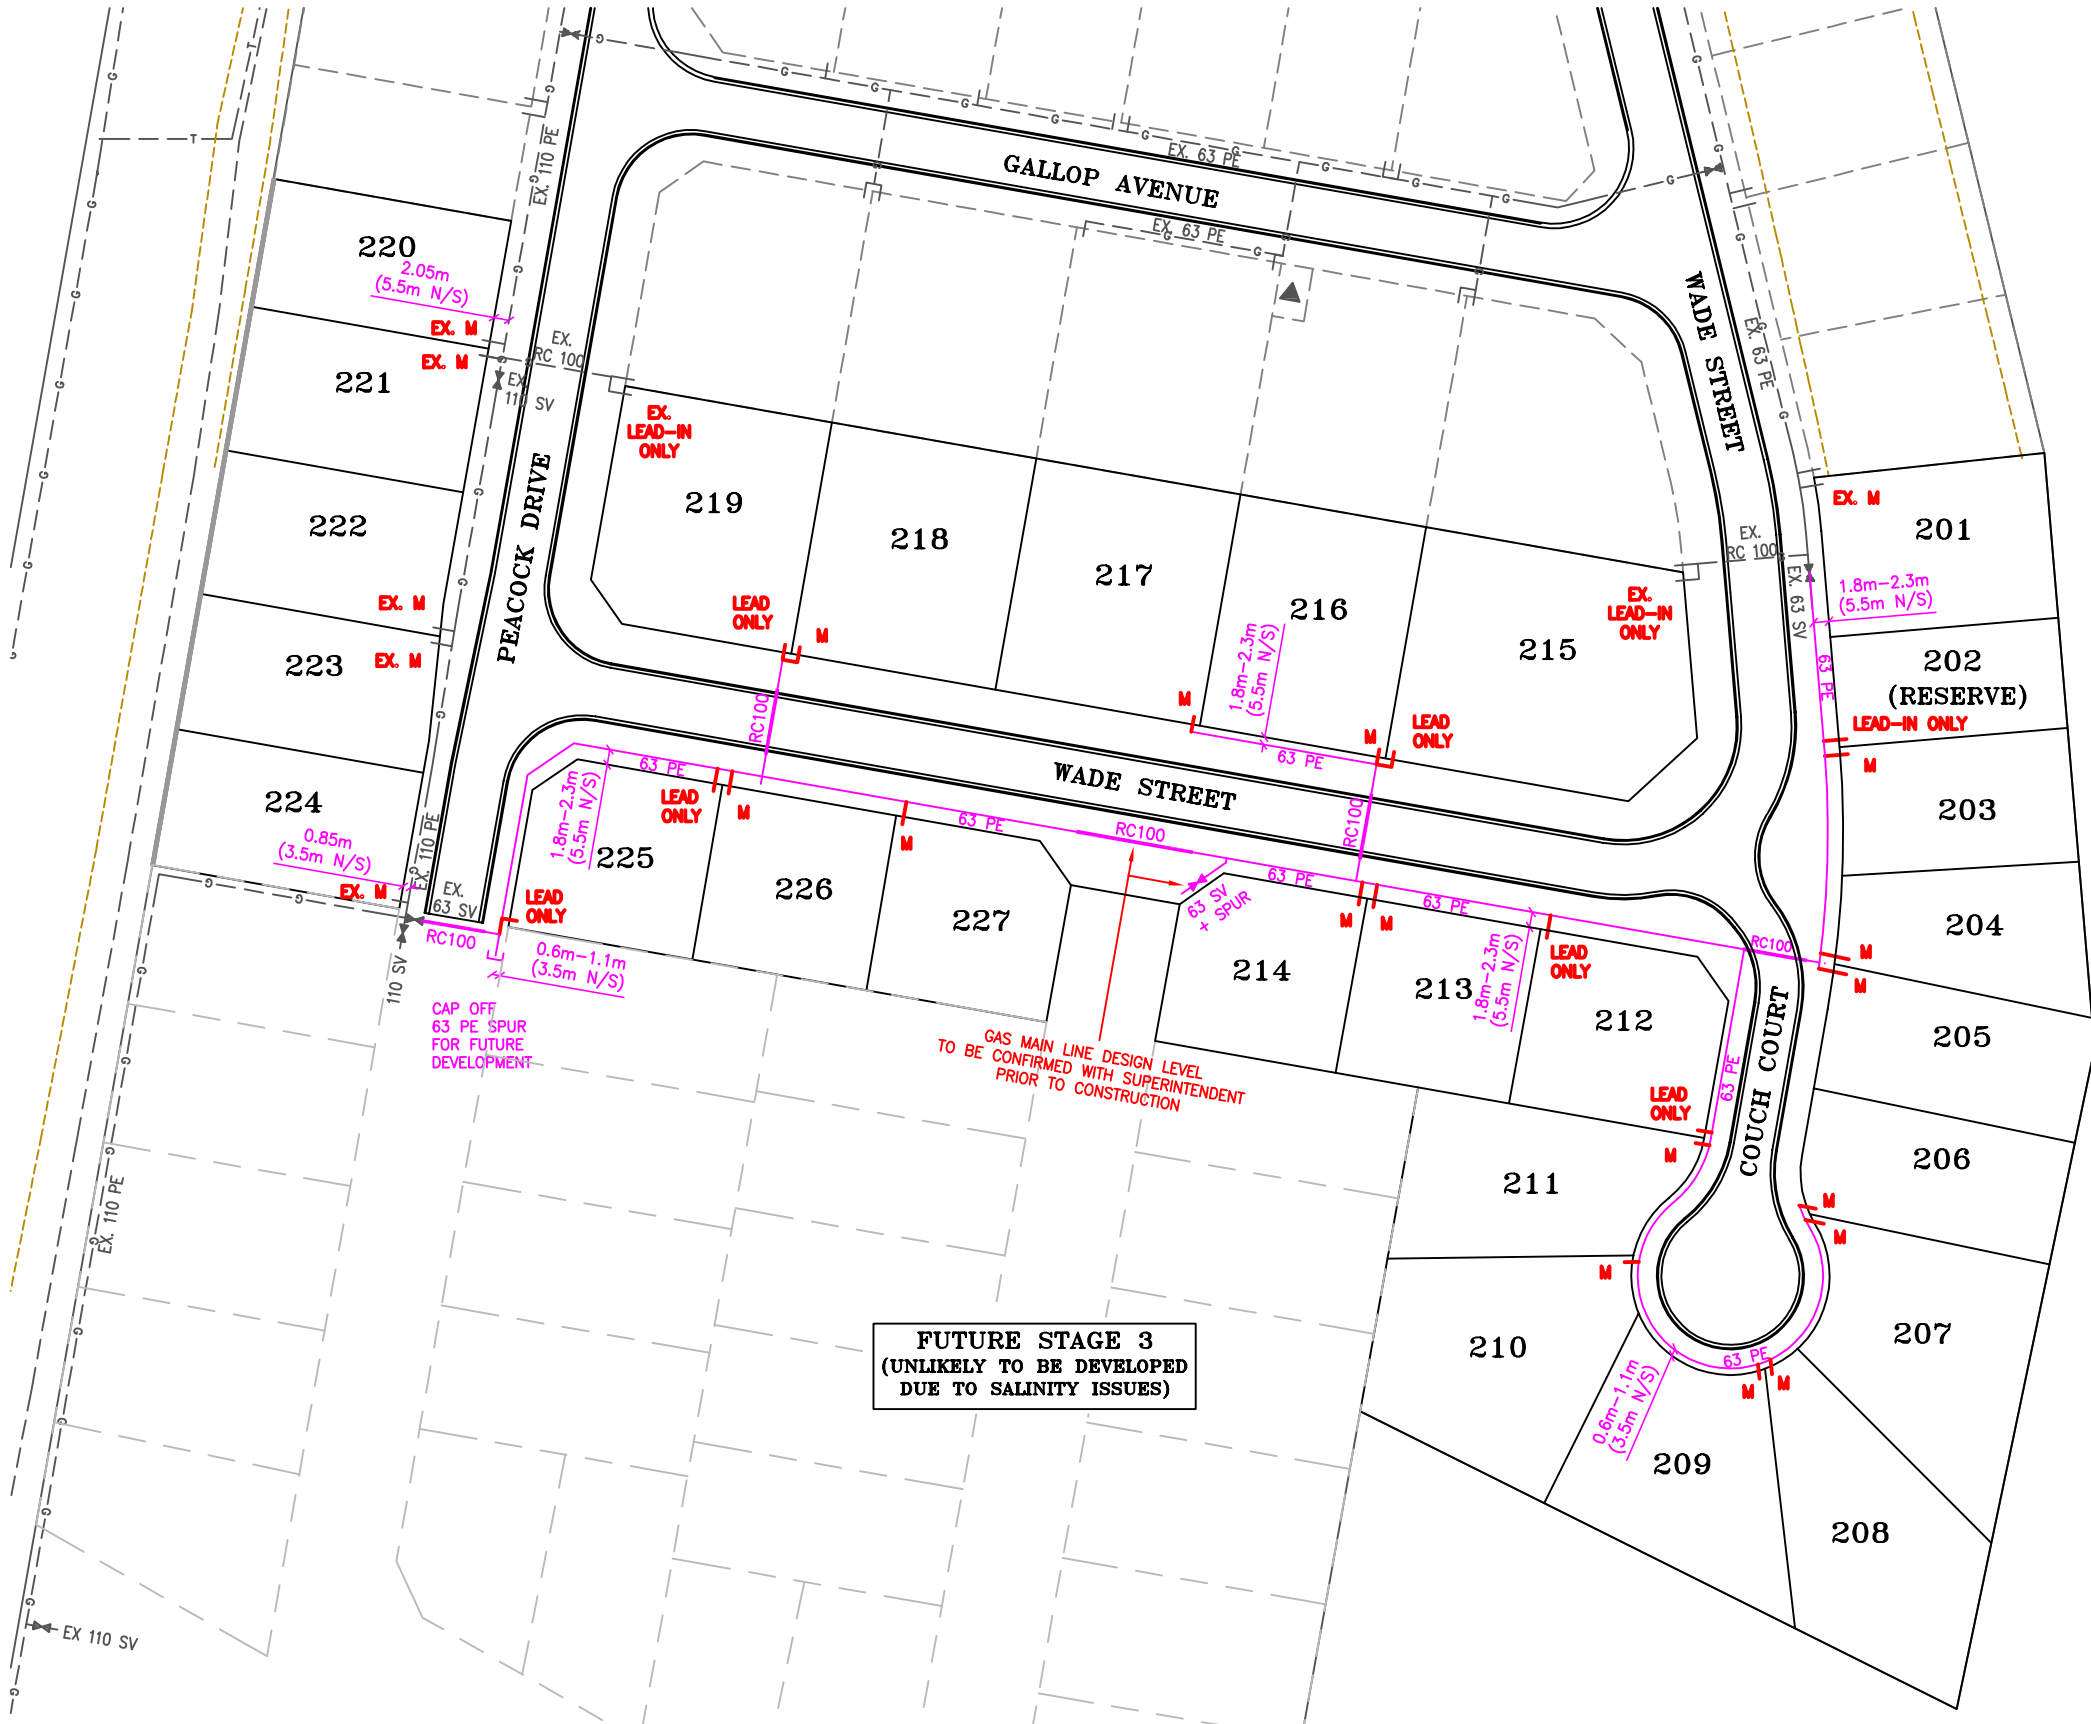 EX. 110 PE
EX. 63 PE
GALLOP AVENUE
EX. 63 PE
220
2.05m
(5.5m N/S)
EX. M
EX. M
221
EX.
RC 100
EX.
110 SV
WADE STREET
EX. 63 PE
EX.
LEAD-IN
ONLY
PEACOCK DRIVE
219
218
217
216
215
222
EX. M
223
EX. M
EX. M
201
EX.
RC 100
EX. 63 SV
1.8m-2.3m
(5.5m N/S)
EX.
LEAD-IN
ONLY
LEAD
ONLY
M
RC100
M
1.8m-2.3m
(5.5m N/S)
63 PE
M
LEAD
ONLY
RC100
63 PE
202
(RESERVE)
LEAD-IN ONLY
M
203
204
WADE STREET
224
0.85m
(3.5m N/S)
EX. M
EX. 110 PE
EX.
63 SV
RC100
110 SV
63 PE
1.8m-2.3m
(5.5m N/S)
225
LEAD
ONLY
M
LEAD
ONLY
0.6m-1.1m
(3.5m N/S)
CAP OFF
63 PE SPUR
FOR FUTURE
DEVELOPMENT
226
M
227
63 PE
RC100
63 SV
+ SPUR
63 PE
GAS MAIN LINE DESIGN LEVEL
TO BE CONFIRMED WITH SUPERINTENDENT
PRIOR TO CONSTRUCTION
214
M
M
63 PE
213
1.8m-2.3m
(5.5m N/S)
LEAD
ONLY
212
RC100
M
M
205
LEAD
ONLY
M
63 PE
COUCH COURT
206
M
M
211
M
210
207
63 PE
M
M
0.6m-1.1m
(3.5m N/S)
209
208
EX. 110 PE
FUTURE STAGE 3
(UNLIKELY TO BE DEVELOPED
DUE TO SALINITY ISSUES)
EX 110 SV